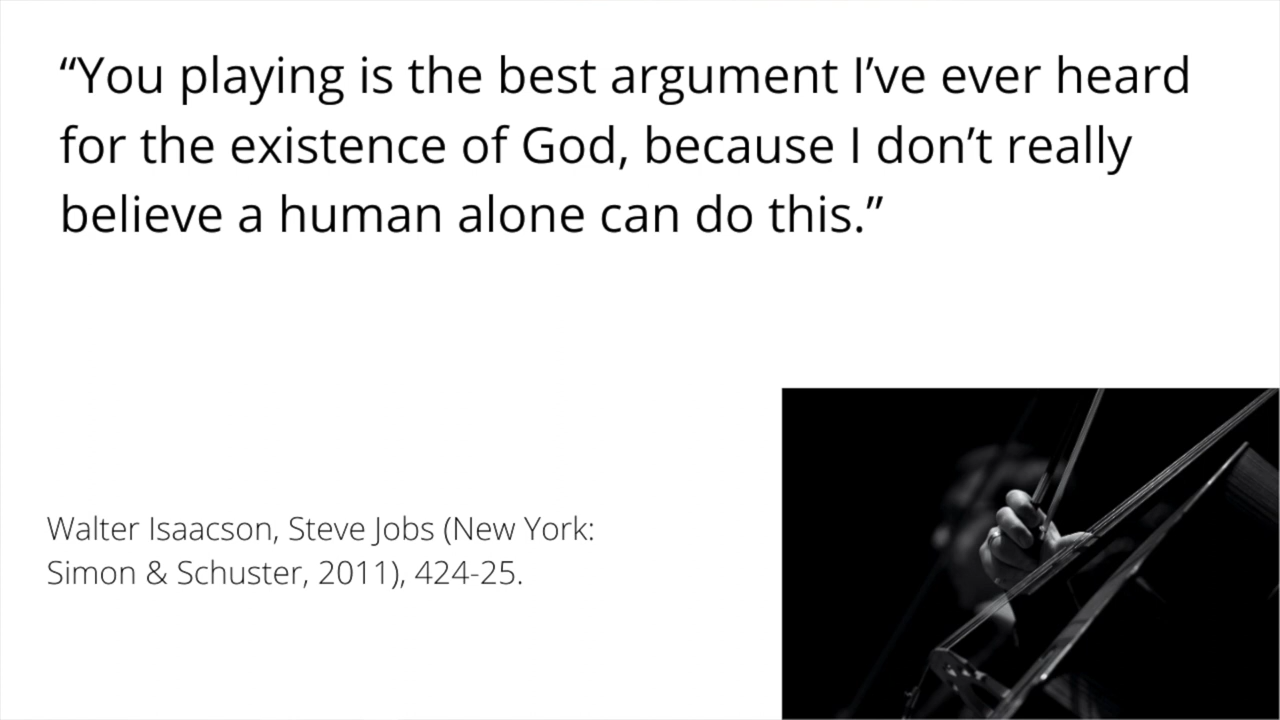 “You playing is the best argument I’ve ever heard
for the existence of God, because I don’t really
believe a human alone can do this.”
Walter Isaacson, Steve Jobs (New York:
Simon & Schuster, 2011), 424-25.